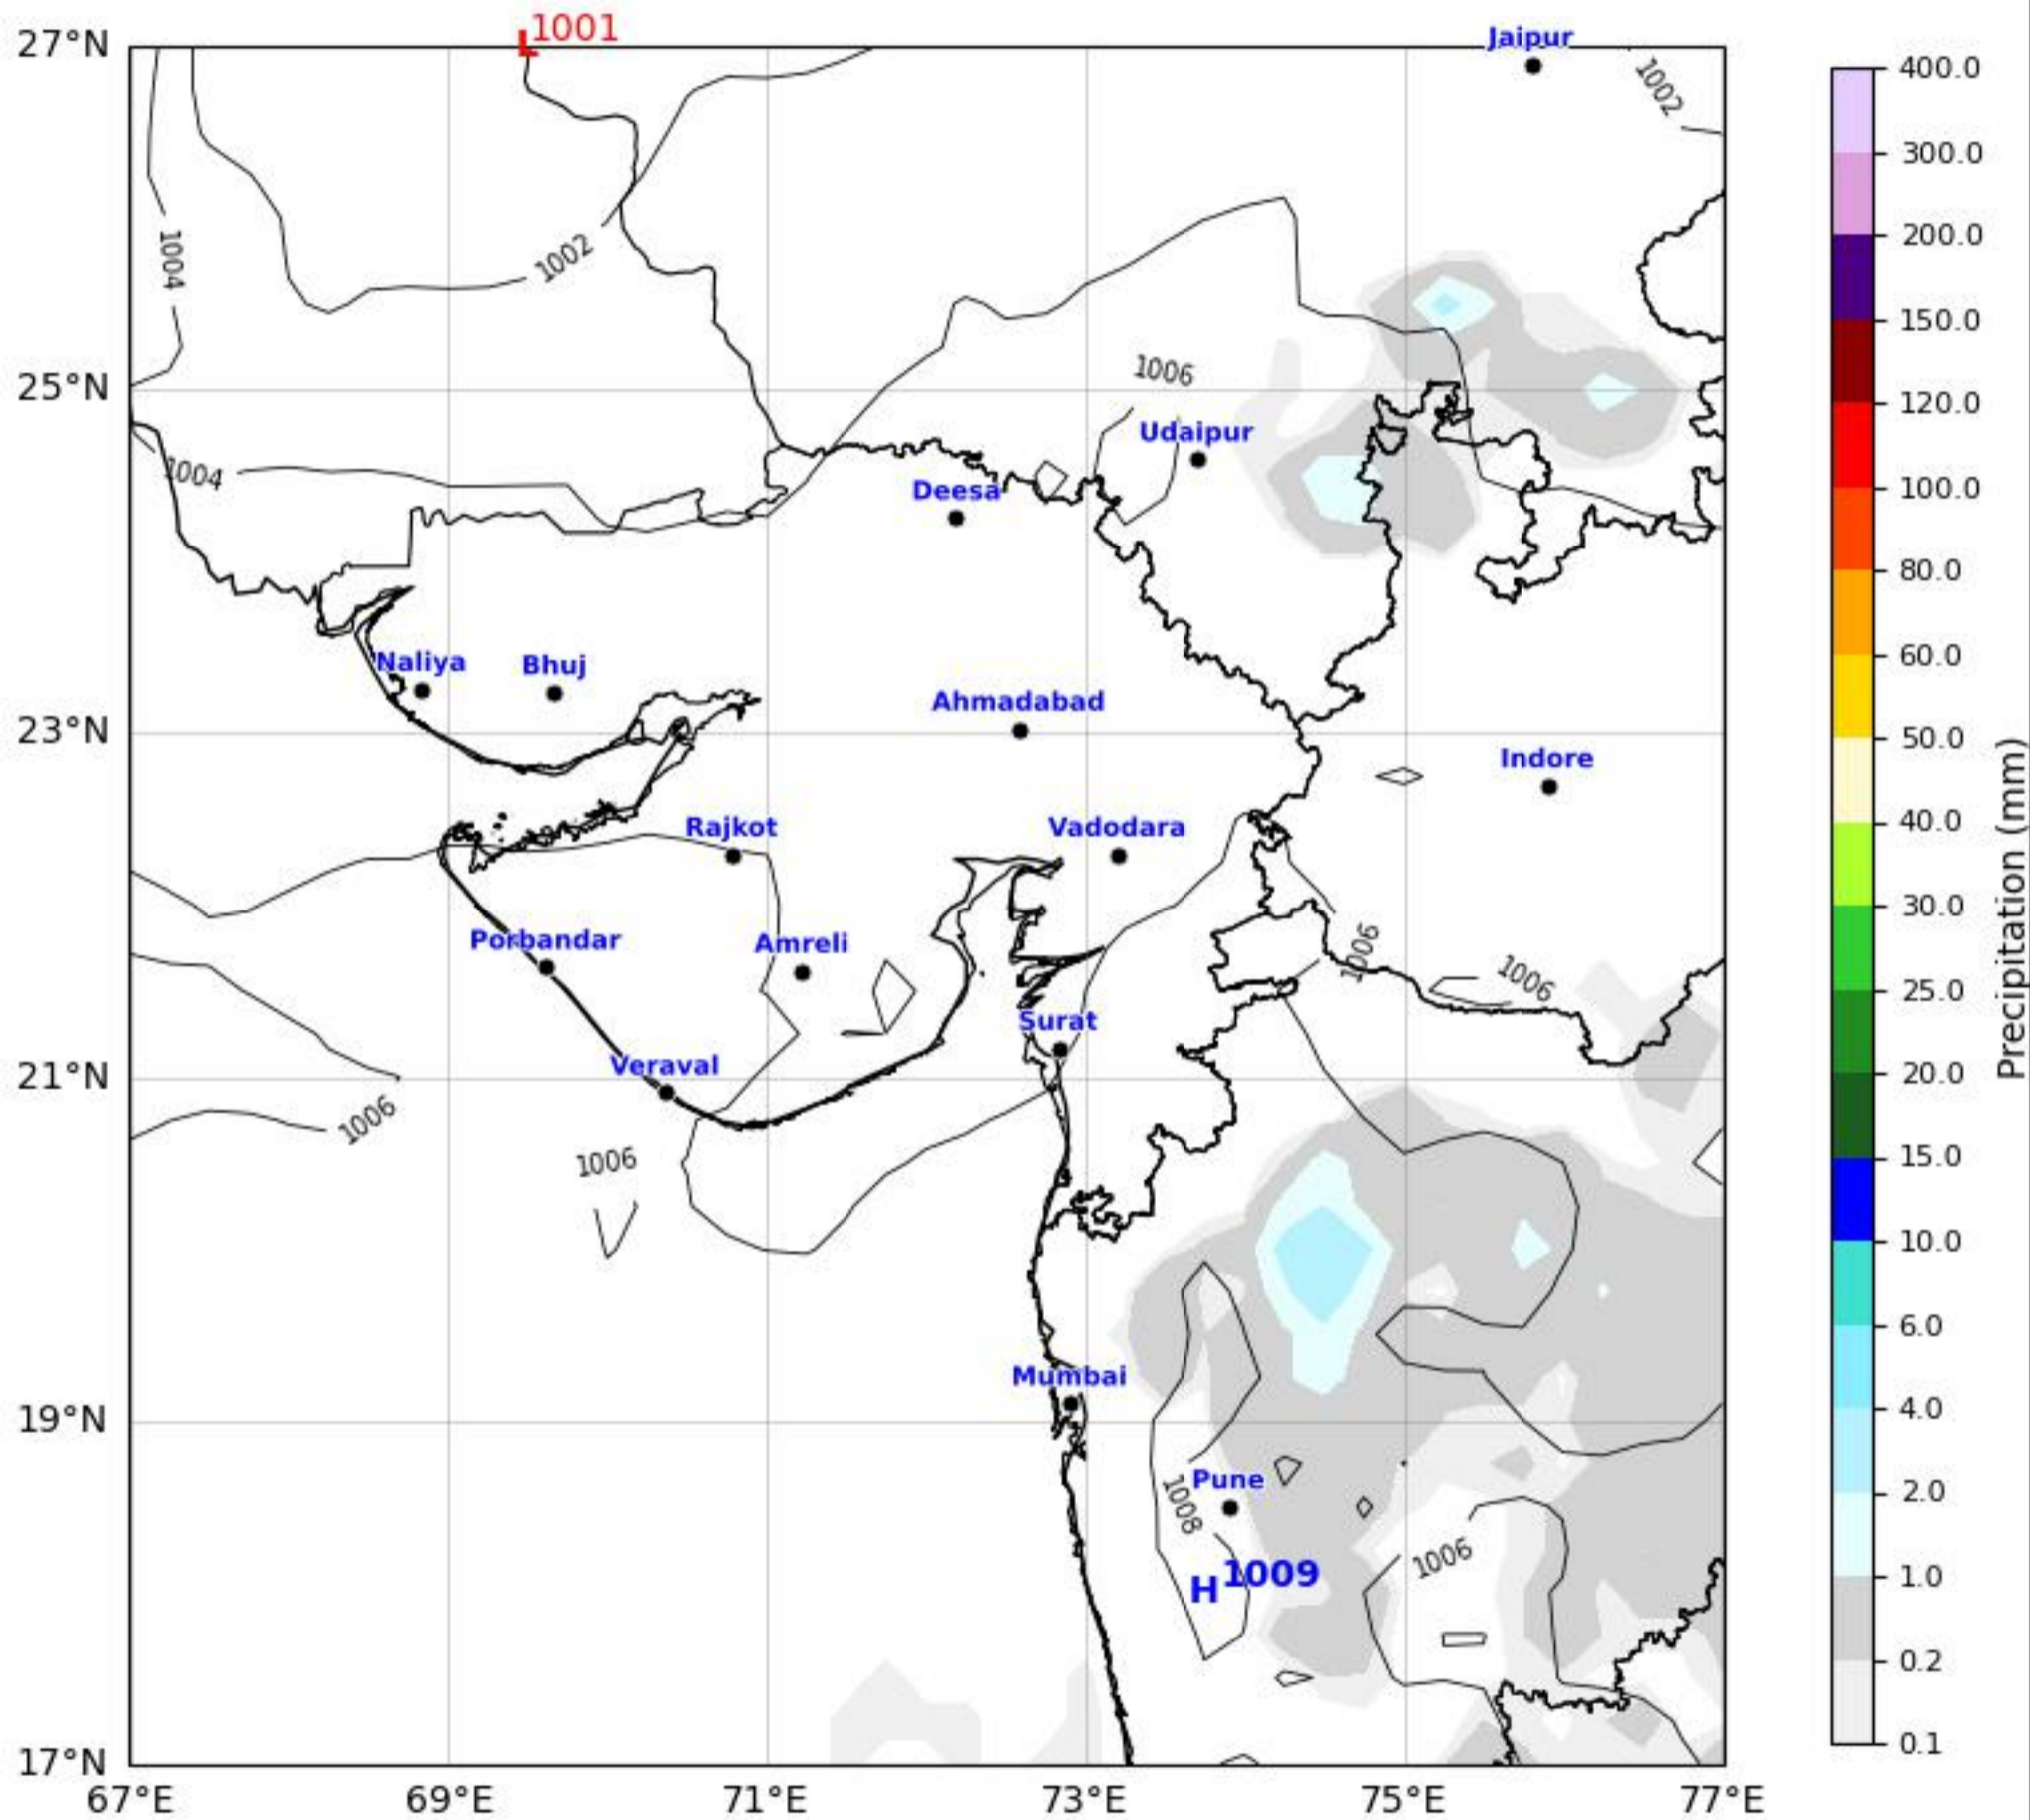 L 1001
27°N
Jaipur
1002
400.0
300.0
1004
1002
200.0
150.0
1006
25°N
120.0
Udaipur
1004
Deesa
100.0
80.0
Naliya
Bhuj
60.0
Ahmadabad
23°N
50.0
Indore
Rajkot
Vadodara
40.0
Precipitation (mm)
30.0
Porbandar
Amreli
1006
1006
25.0
Surat
Veraval
21°N
20.0
1006
1006
15.0
10.0
6.0
Mumbai
19°N
4.0
Pune
1008
2.0
1006
H 1009
1.0
0.2
17°N
0.1
67°E
69°E
71°E
73°E
75°E
77°E